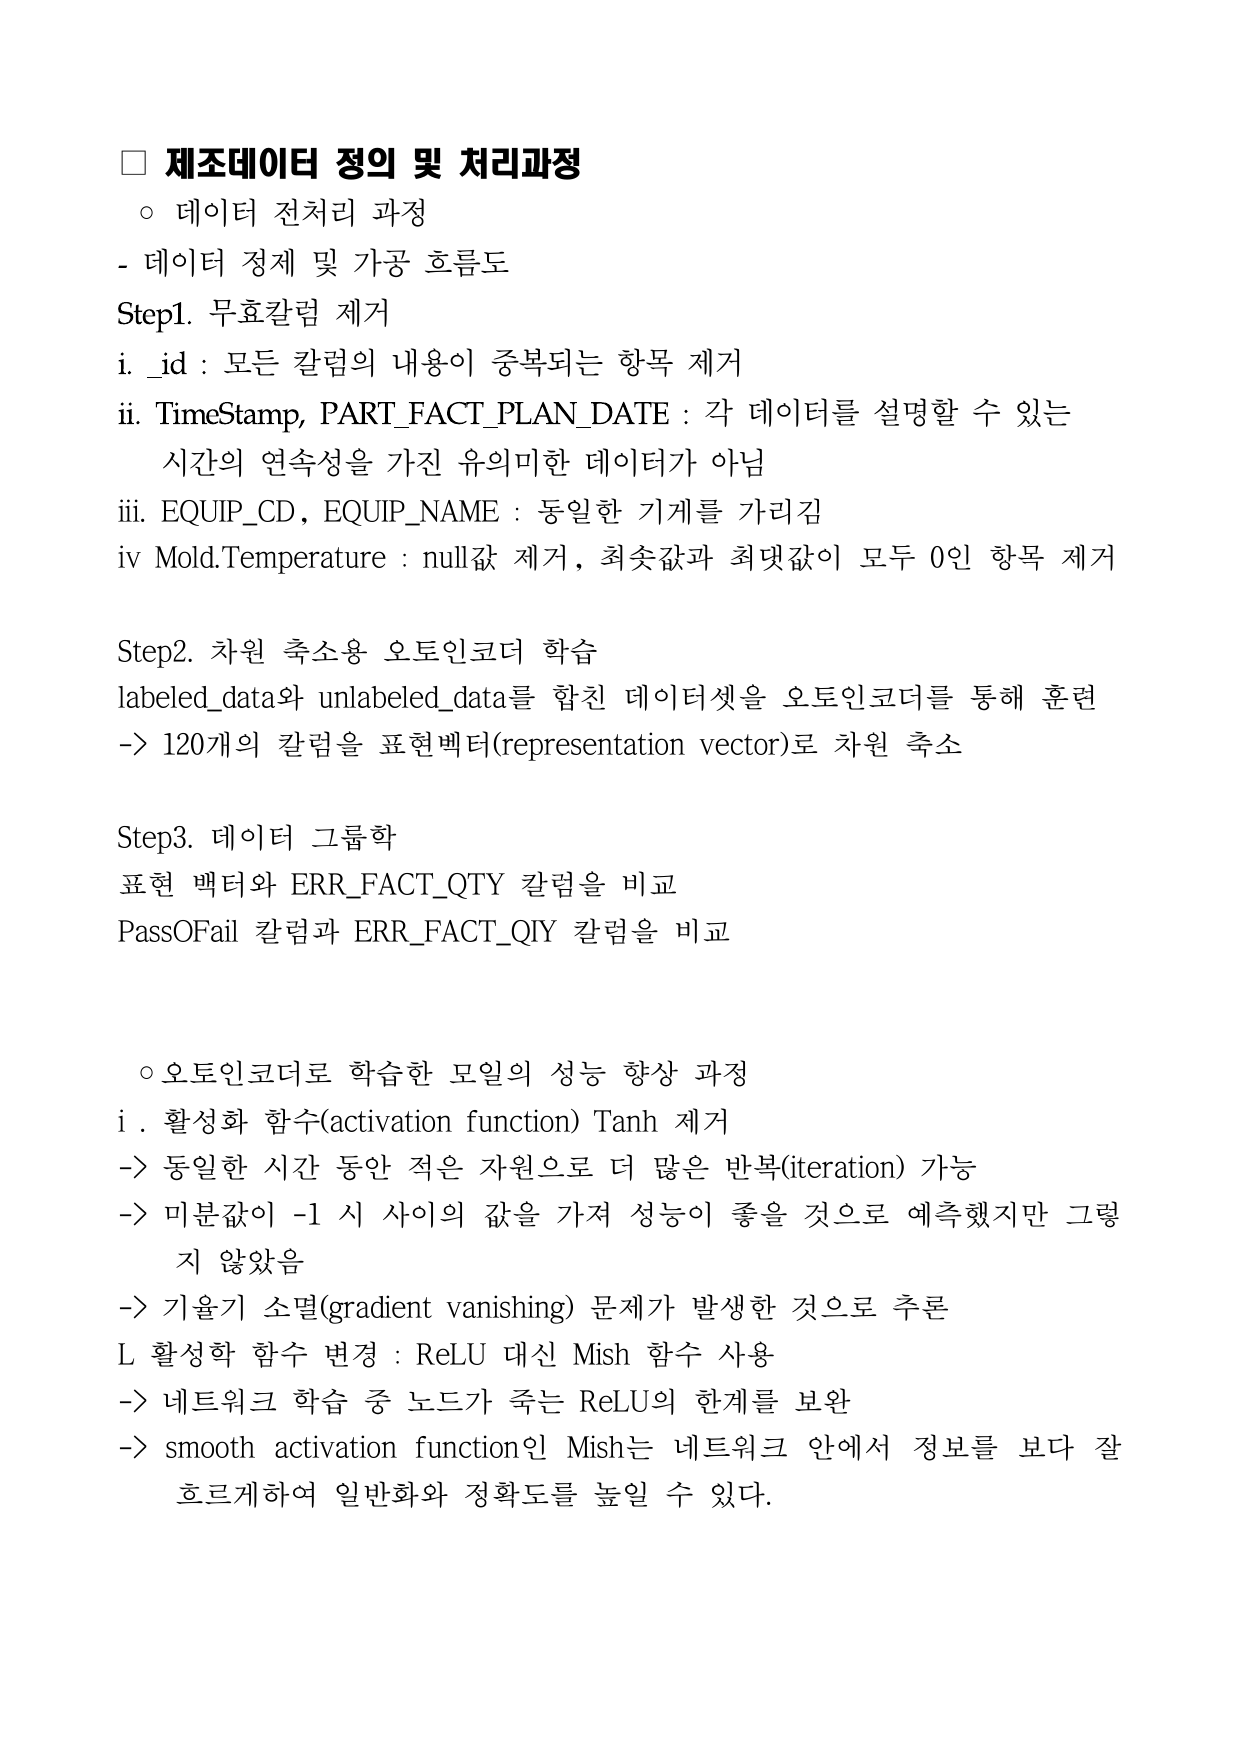 □ 제조데이터 정의 및 처리과정
○ 데이터 전처리 과정
- 데이터 정제 및 가공 흐름도
Step1. 무효칼럼 제거
i. _id : 모든 칼럼의 내용이 중복되는 항목 제거
ii. TimeStamp, PART_FACT_PLAN_DATE : 각 데이터를 설명할 수 있는
시간의 연속성을 가진 유의미한 데이터가 아님
iii. EQUIP_CD, EQUIP_NAME : 동일한 기게를 가리김
iv Mold.Temperature : null값 제거, 최솟값과 최댓값이 모두 0인 항목 제거
Step2. 차원 축소용 오토인코더 학습
labeled_data와 unlabeled_data를 합친 데이터셋을 오토인코더를 통해 훈련
-> 120개의 칼럼을 표현벡터(representation vector)로 차원 축소
Step3. 데이터 그룹학
표현 백터와 ERR_FACT_QTY 칼럼을 비교
PassOFail 칼럼과 ERR_FACT_QIY 칼럼을 비교
○오토인코더로 학습한 모일의 성능 향상 과정
i . 활성화 함수(activation function) Tanh 제거
-> 동일한 시간 동안 적은 자원으로 더 많은 반복(iteration) 가능
-> 미분값이 -1 시 사이의 값을 가져 성능이 좋을 것으로 예측했지만 그렇
지 않았음
-> 기율기 소멸(gradient vanishing) 문제가 발생한 것으로 추론
L 활성학 함수 변경 : ReLU 대신 Mish 함수 사용
-> 네트워크 학습 중 노드가 죽는 ReLU의 한계를 보완
-> smooth activation function인 Mish는 네트워크 안에서 정보를 보다 잘
흐르게하여 일반화와 정확도를 높일 수 있다.